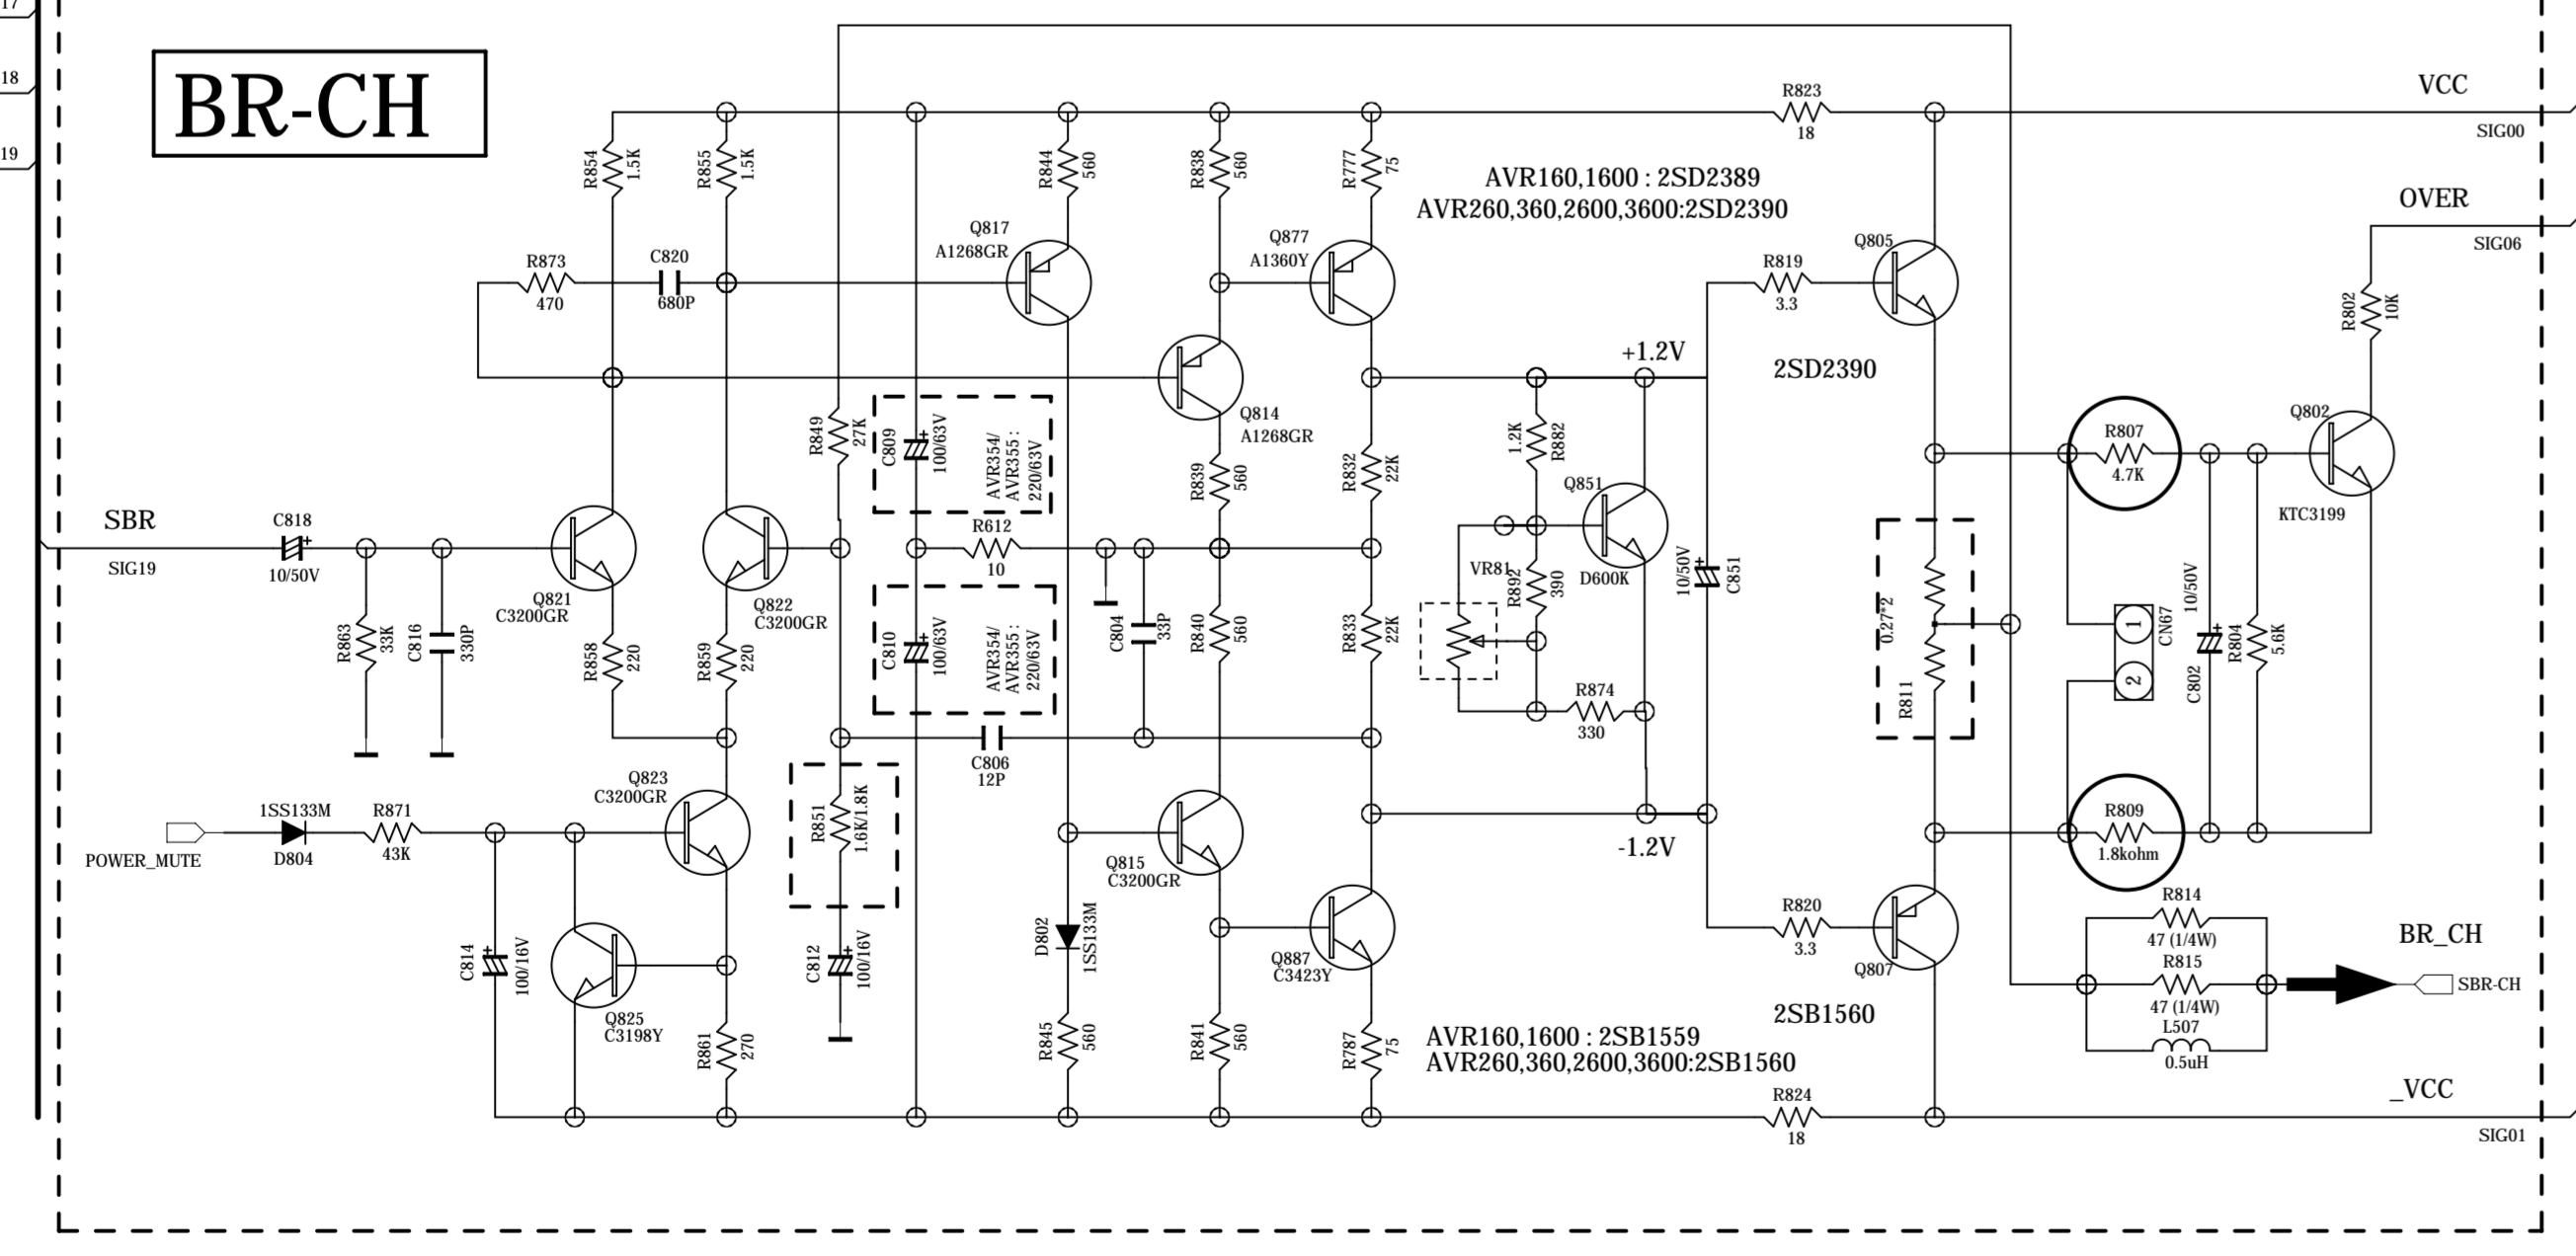 17
18
19
BR-CH
R823
18
VCC
SIG00
R854
1.5K
R855
1.5K
R844
560
R838
560
R777
75
AVR160,1600 : 2SD2389
AVR260,360,2600,3600:2SD2390
OVER
SIG06
Q817
A1268GR
Q877
A1360Y
Q805
R873
470
C820
680P
R819
3.3
R802
10K
+1.2V
2SD2390
Q814
A1268GR
R849
27K
C809
100/63V
AVR354/
AVR355 :
220/63V
R839
560
R832
22K
1.2K
R882
Q851
D600K
R807
4.7K
Q802
KTC3199
SBR
SIG19
C818
10/50V
R612
10
Q821
C3200GR
Q822
C3200GR
R863
33K
C816
330P
R858
220
R859
220
C810
100/63V
AVR354/
AVR355 :
220/63V
C804
33P
R840
560
R833
22K
VR81
R892
390
10/50V
C851
0.27*2
R811
1
2
CN67
10/50V
C802
R804
5.6K
R874
330
C806
12P
Q823
C3200GR
1SS133M
D804
R871
43K
POWER_MUTE
R851
1.6K/1.8K
Q815
C3200GR
-1.2V
R809
1.8kohm
C814
100/16V
Q825
C3198Y
R861
270
C812
100/16V
D802
1SS133M
R845
560
R841
560
Q887
C3423Y
R787
75
R820
3.3
Q807
2SB1560
AVR160,1600 : 2SB1559
AVR260,360,2600,3600:2SB1560
R814
47 (1/4W)
R815
47 (1/4W)
L507
0.5uH
BR_CH
SBR-CH
R824
18
_VCC
SIG01